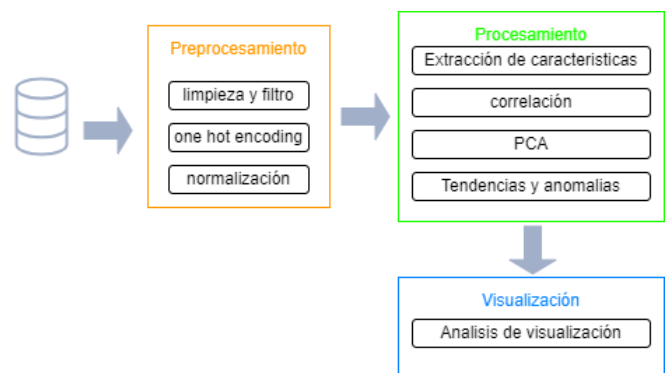 Preprocesamiento
limpieza y filtro
one hot encoding
normalización
Procesamiento
Extracción de caracteristicas
correlación
PCA
Tendencias y anomalias
Visualización
Analisis de visualización